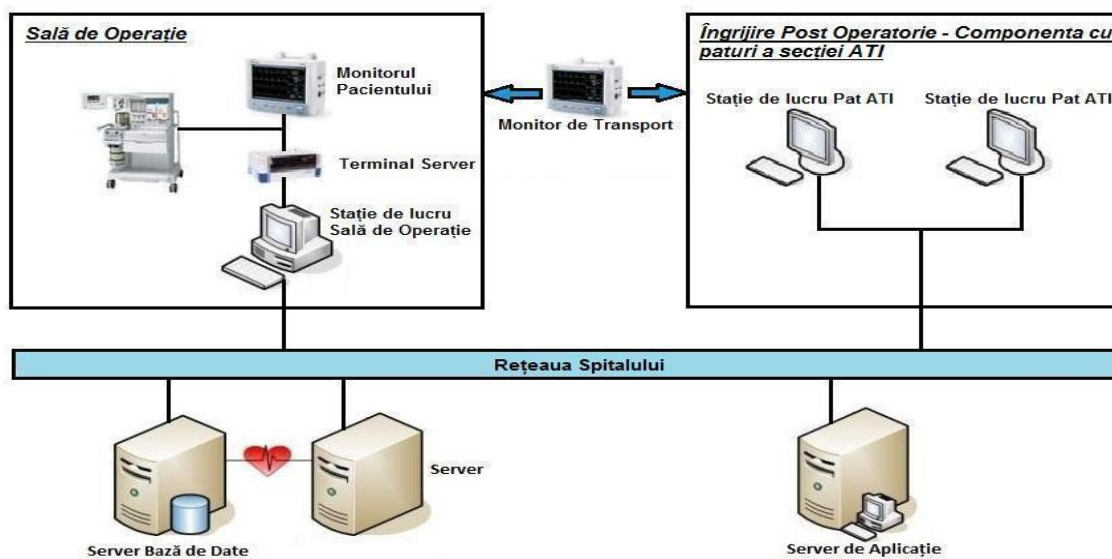 Sală de Operație
Monitorul
Pacientului
Terminal Server
Stație de lucru
Sală de Operație
Monitor de Transport
Îngrijire Post Operatorie - Componenta cu
paturi a secției ATI
Stație de lucru Pat ATI
Stație de lucru Pat ATI
Rețeaua Spitalului
Server Bază de Date
Server
Server de Aplicație